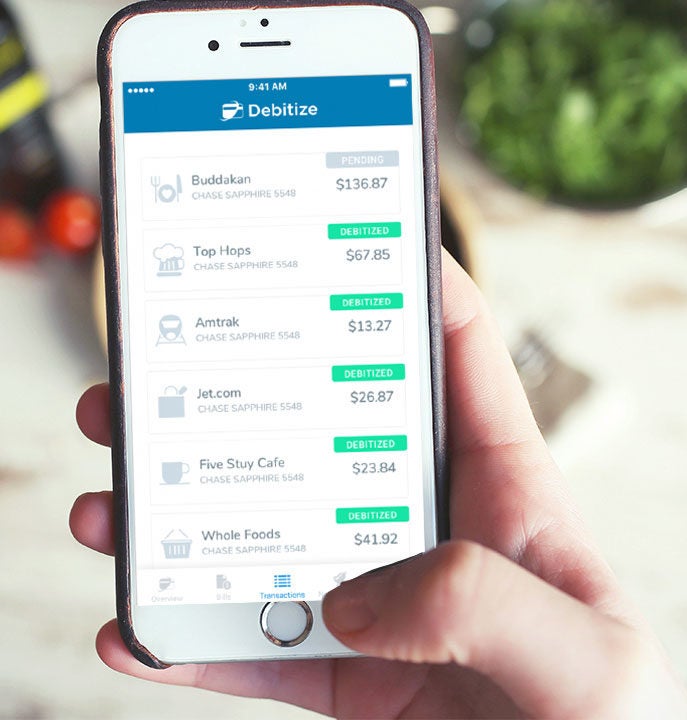 9:41 AM
Debitize
PENDING
Buddakan
$136.87
CHASE SAPPHIRE 5548
DEBITIZED
Top Hops
$67.85
CHASE SAPPHIRE 5548
DEBITIZED
Amtrak
$13.27
CHASE SAPPHIRE 5548
DEBITIZED
Jet.com
$26.87
CHASE SAPPHIRE 5548
DEBITIZED
Five Stuy Cafe
$23.84
CHASE SAPPHIRE 5548
DEBITIZED
Whole Foods
$41.92
CHASE SAPPHIRE 5548
Overview Bills Transactions